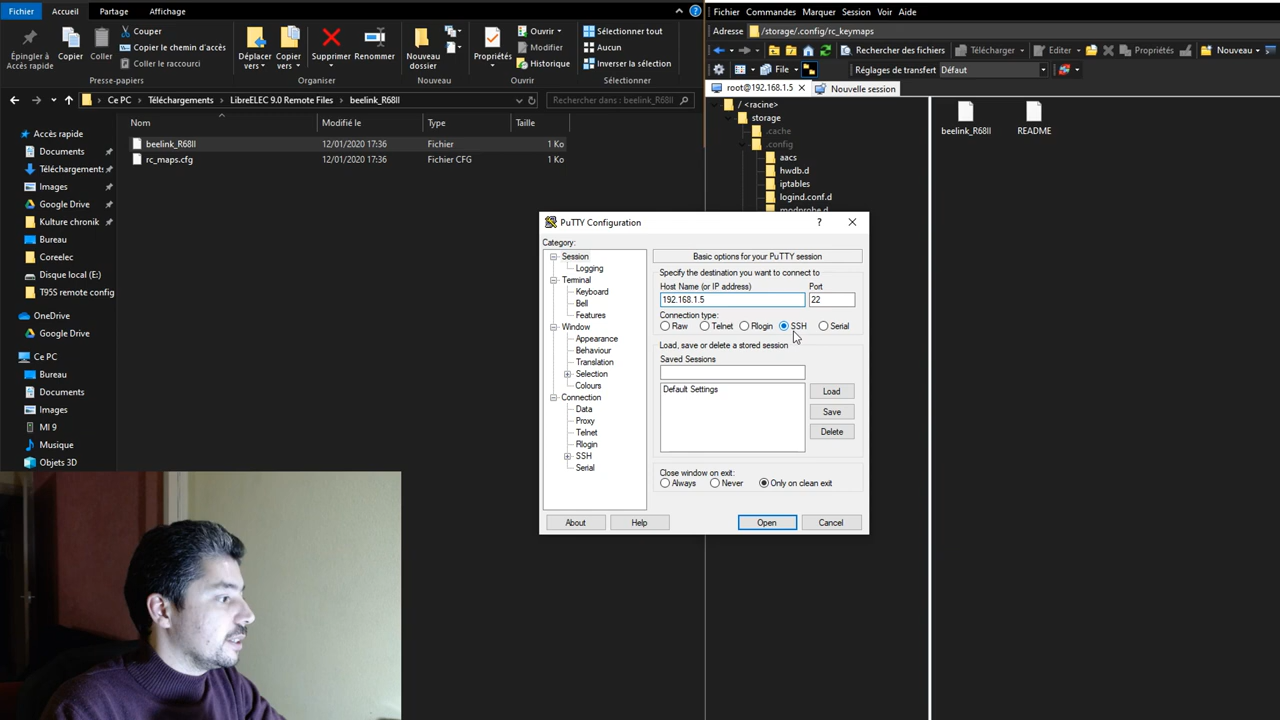 Fichier Accueil Partage Affichage
Épingler à Accès rapide
Copier
Coller
Couper
Copier le chemin d'accès
Coller le raccourci
Déplacer vers
Copier vers
Supprimer
Renommer
Nouveau dossier
Propriétés
Ouvrir
Modifier
Historique
Sélectionner tout
Aucun
Inverser la sélection
Presse-papiers Organiser Nouveau Ouvrir Sélectionner
Ce PC Téléchargements LibreELEC 9.0 Remote Files beelink_R68II
Rechercher dans : beelink_R68II
Nom Modifié le Type Taille
beelink_R68II 12/01/2020 17:36 Fichier 1 Ko
rc_maps.cfg 12/01/2020 17:36 Fichier CFG 1 Ko
Accès rapide
Documents
Téléchargements
Images
Google Drive
Kulture chronik
Bureau
Coreelec
Disque local (E:)
T95S remote config
OneDrive
Google Drive
Ce PC
Bureau
Documents
Images
MI 9
Musique
Objets 3D
Fichier Commandes Marquer Session Voir Aide
Adresse /storage/.config/rc_keymaps
Rechercher des fichiers Télécharger Editer Propriétés Nouveau
File Réglages de transfert Défaut
root@192.168.1.5 Nouvelle session
/ <racine>
storage
.cache
.config
aacs
hwdb.d
iptables
logind.conf.d
modprobe.d
beelink_R68II README
PuTTY Configuration ?
Category:
Session
Logging
Terminal
Keyboard
Bell
Features
Window
Appearance
Behaviour
Translation
Selection
Colours
Connection
Data
Proxy
Telnet
Rlogin
SSH
Serial
Basic options for your PuTTY session
Specify the destination you want to connect to
Host Name (or IP address) Port
192.168.1.5 22
Connection type:
Raw Telnet Rlogin SSH Serial
Load, save or delete a stored session
Saved Sessions
Default Settings
Load
Save
Delete
Close window on exit:
Always Never Only on clean exit
About Help Open Cancel